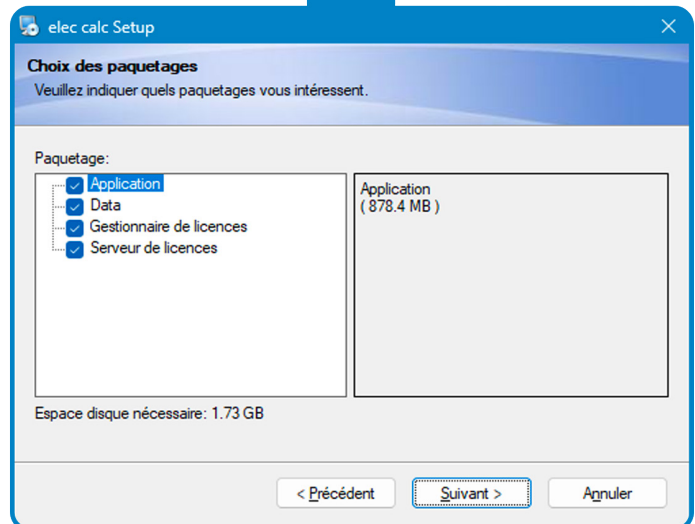 elec calc Setup
Choix des paquetages
Veuillez indiquer quels paquetages vous intéressent.
Paquetage:
Application
Data
Gestionnaire de licences
Serveur de licences
Application
( 878.4 MB )
Espace disque nécessaire: 1.73 GB
< Précédent
Suivant >
Annuler